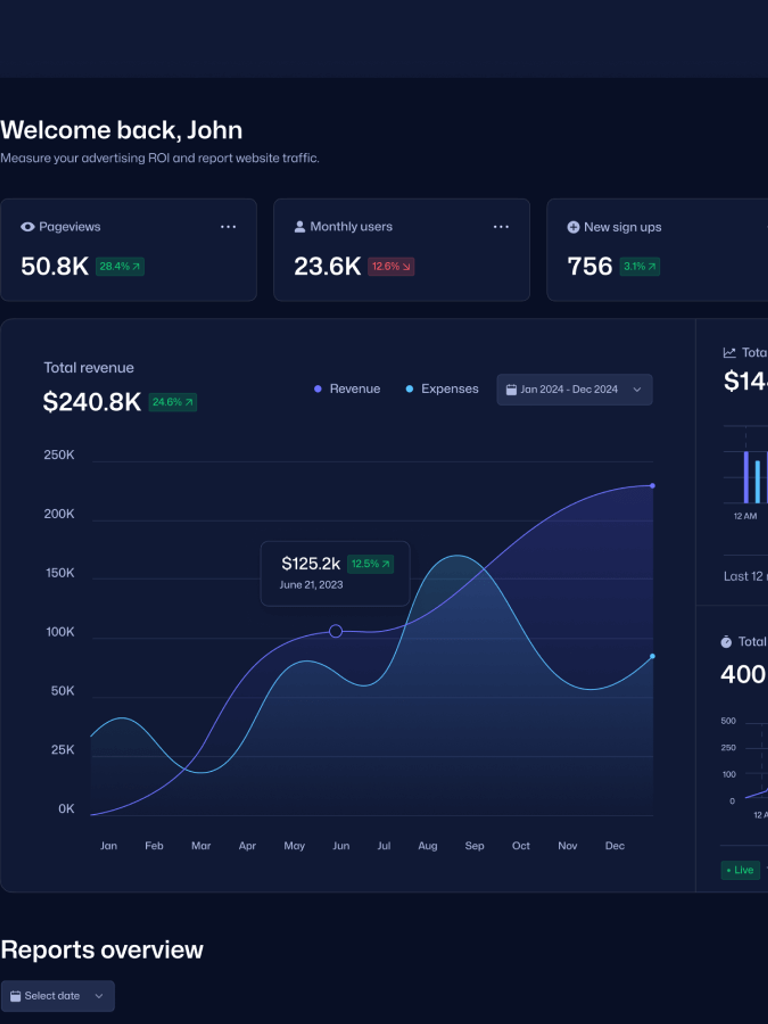 Welcome back, John
Measure your advertising ROI and report website traffic.
Pageviews
50.8K 28.4%
Monthly users
23.6K 12.6%
New sign ups
756 3.1%
Total revenue
$240.8K 24.6%
Revenue
Expenses
Jan 2024 - Dec 2024
250K
200K
150K
100K
50K
25K
0K
$125.2k 12.5%
June 21, 2023
Jan Feb Mar Apr May Jun Jul Aug Sep Oct Nov Dec
$14
12 AM
Last 12
Total
400
500
250
100
0
Live
Reports overview
Select date